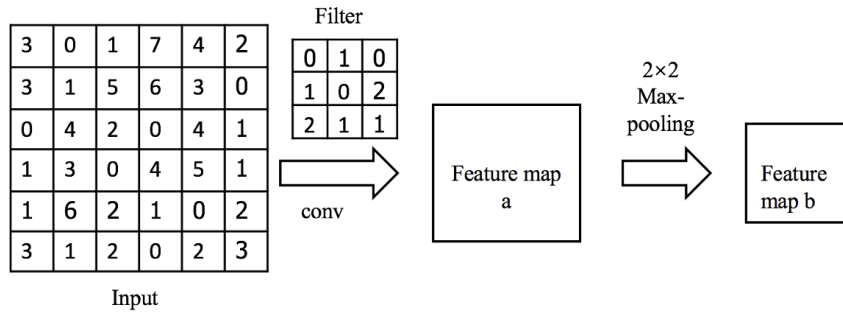 Filter
3 0 1 7 4 2
3 1 5 6 3 0
0 4 2 0 4 1
1 3 0 4 5 1
1 6 2 1 0 2
3 1 2 0 2 3
Input
0 1 0
1 0 2
2 1 1
conv
Feature map
a
2×2
Max-
pooling
Feature
map b